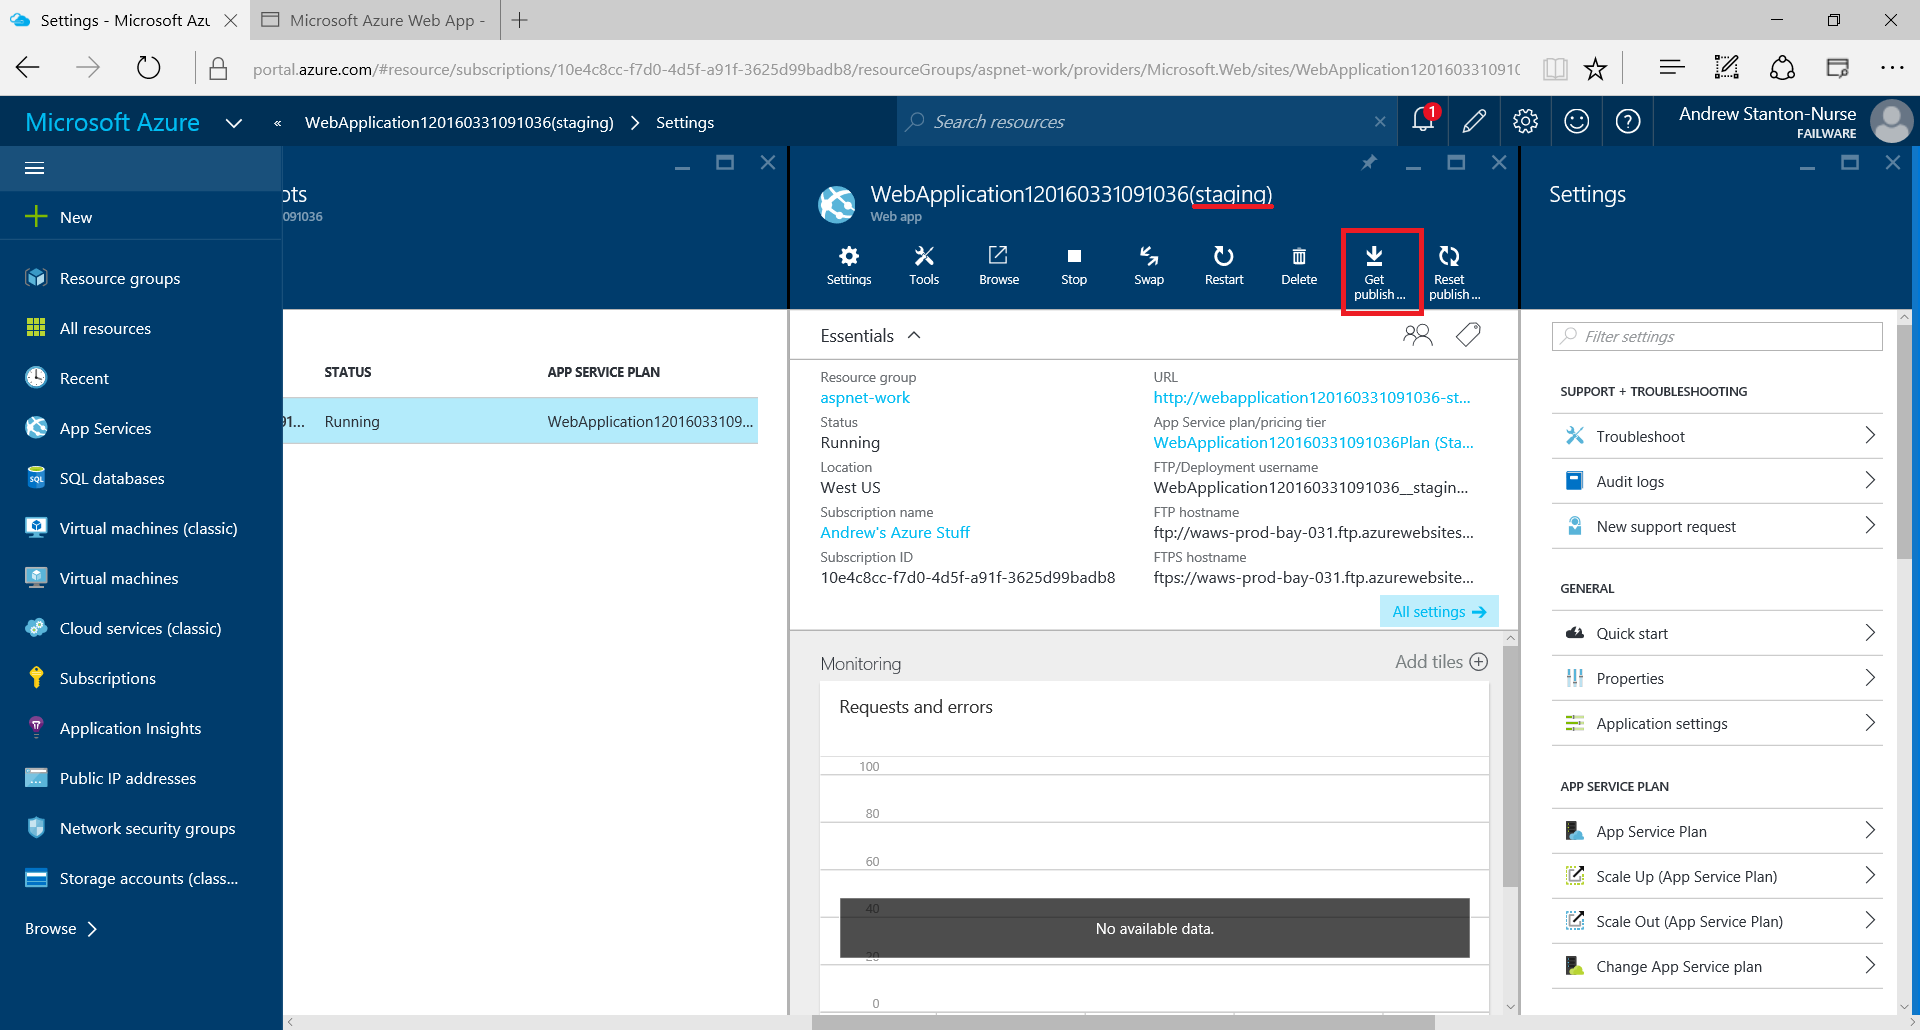 Settings - Microsoft Azu
Microsoft Azure Web App -
portal.azure.com/#resource/subscriptions/10e4c8cc-f7d0-4d5f-a91f-3625d99badb8/resourceGroups/aspnet-work/providers/Microsoft.Web/sites/WebApplication1201603310910
Microsoft Azure
«
WebApplication120160331091036(staging)
Settings
Search resources
1
Andrew Stanton-Nurse
FAILWARE
New
Resource groups
All resources
Recent
App Services
SQL databases
Virtual machines (classic)
Virtual machines
Cloud services (classic)
Subscriptions
Application Insights
Public IP addresses
Network security groups
Storage accounts (class...
Browse
ots
091036
STATUS
APP SERVICE PLAN
91...
Running
WebApplication12016033109...
WebApplication120160331091036(staging)
Web app
Settings
Tools
Browse
Stop
Swap
Restart
Delete
Get
publish ...
Reset
publish ...
Essentials
Resource group
aspnet-work
Status
Running
Location
West US
Subscription name
Andrew's Azure Stuff
Subscription ID
10e4c8cc-f7d0-4d5f-a91f-3625d99badb8
URL
http://webapplication120160331091036-st...
App Service plan/pricing tier
WebApplication120160331091036Plan (Sta...
FTP/Deployment username
WebApplication120160331091036__stagin...
FTP hostname
ftp://waws-prod-bay-031.ftp.azurewebsites...
FTPS hostname
ftps://waws-prod-bay-031.ftp.azurewebsite...
All settings
Monitoring
Add tiles
Requests and errors
100
80
60
40
No available data.
20
0
Settings
Filter settings
SUPPORT + TROUBLESHOOTING
Troubleshoot
Audit logs
New support request
GENERAL
Quick start
Properties
Application settings
APP SERVICE PLAN
App Service Plan
Scale Up (App Service Plan)
Scale Out (App Service Plan)
Change App Service plan